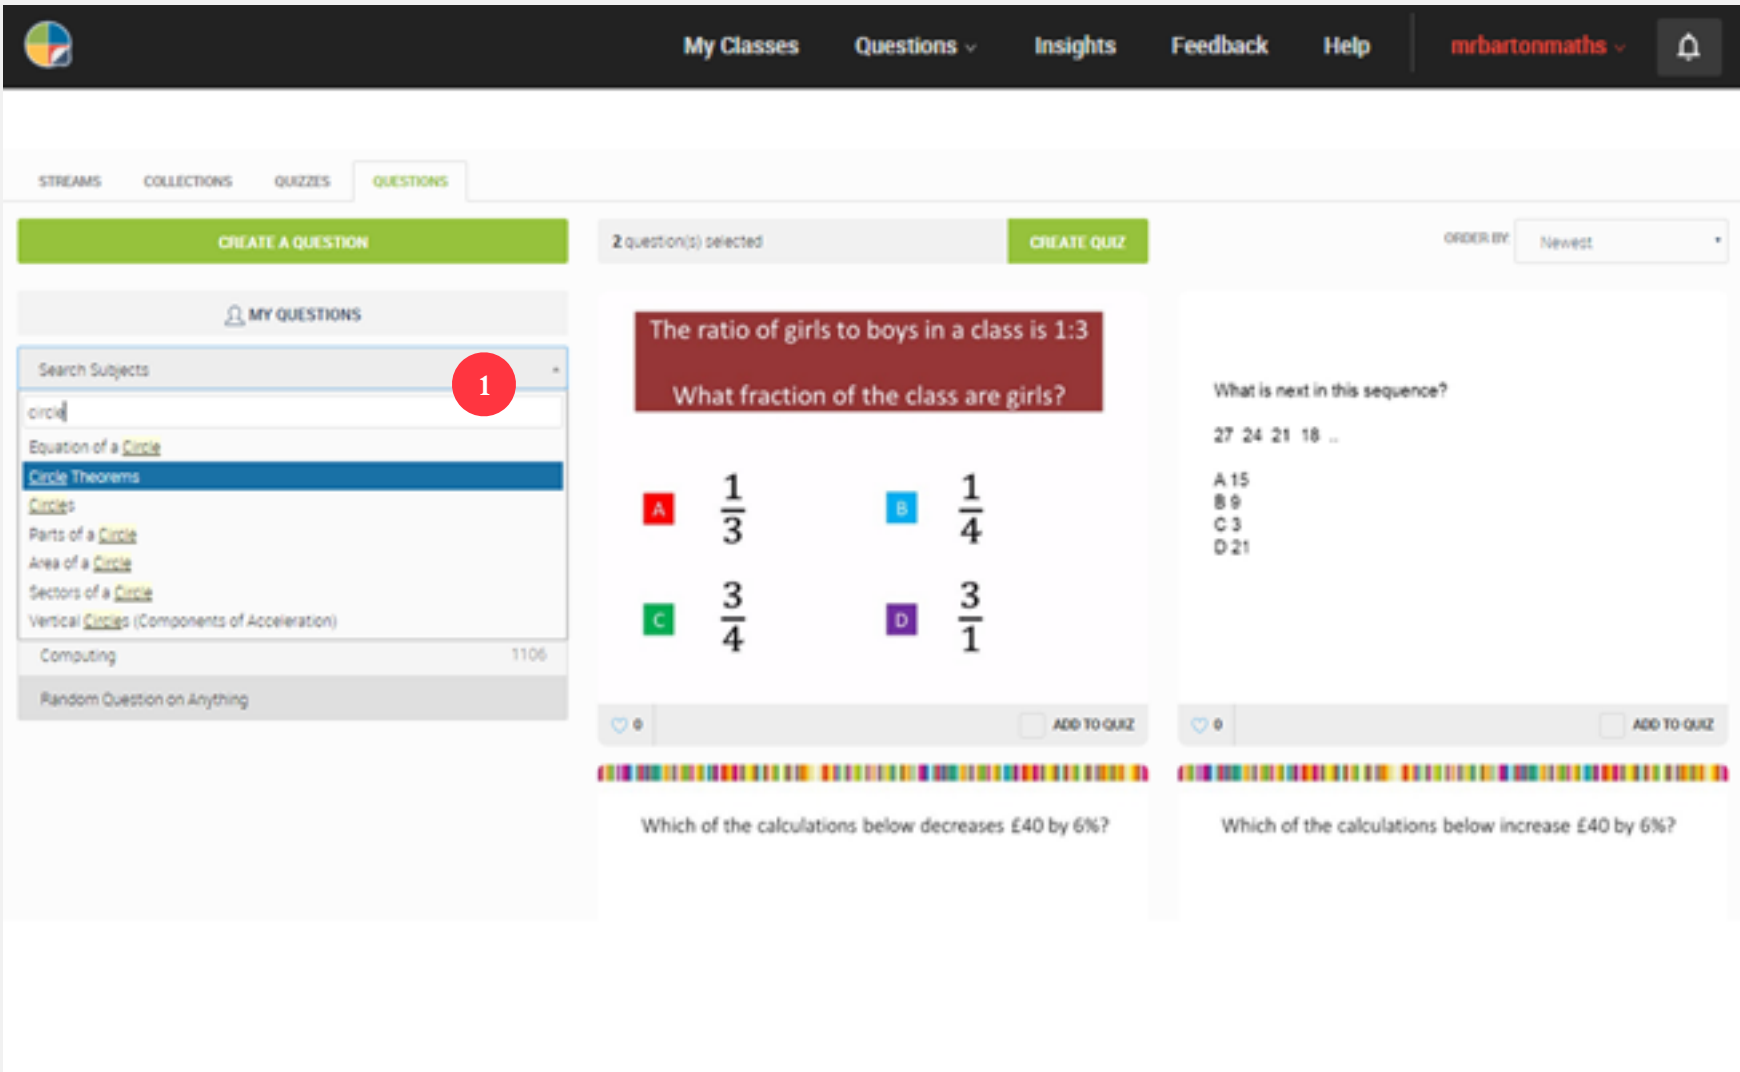 My Classes
Questions
Insights
Feedback
Help
mrbartonmaths
STREAMS
COLLECTIONS
QUIZZES
QUESTIONS
CREATE A QUESTION
2 question(s) selected
CREATE QUIZ
ORDER BY:
Newest
MY QUESTIONS
Search Subjects
1
circle
Equation of a Circle
Circle Theorems
Circles
Parts of a Circle
Area of a Circle
Sectors of a Circle
Vertical Circles (Components of Acceleration)
Computing 1106
Random Question on Anything
The ratio of girls to boys in a class is 1:3
What fraction of the class are girls?
A 1/3
B 1/4
C 3/4
D 3/1
0
ADD TO QUIZ
What is next in this sequence?
27 24 21 18 ..
A 15
B 9
C 3
D 21
0
ADD TO QUIZ
Which of the calculations below decreases £40 by 6%?
Which of the calculations below increase £40 by 6%?